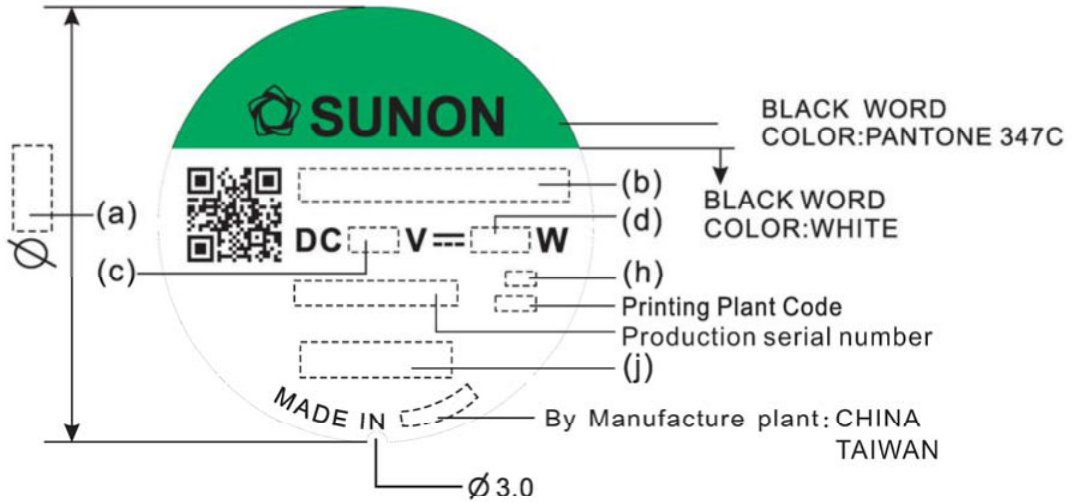 SUNON
BLACK WORD
COLOR:PANTONE 347C
(a)
Ø
(b)
BLACK WORD
COLOR:WHITE
(d)
DC V⎓ W
(c)
(h)
Printing Plant Code
Production serial number
(j)
MADE IN
By Manufacture plant: CHINA
TAIWAN
Ø 3.0